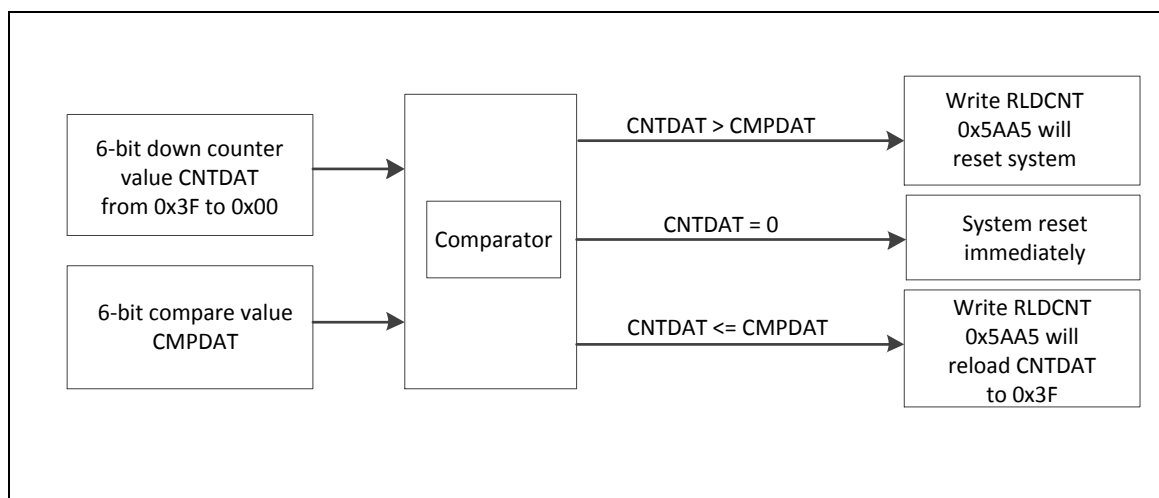 6-bit down counter
value CNTDAT
from 0x3F to 0x00
6-bit compare value
CMPDAT
Comparator
CNTDAT > CMPDAT
CNTDAT = 0
CNTDAT <= CMPDAT
Write RLDCNT
0x5AA5 will
reset system
System reset
immediately
Write RLDCNT
0x5AA5 will
reload CNTDAT
to 0x3F